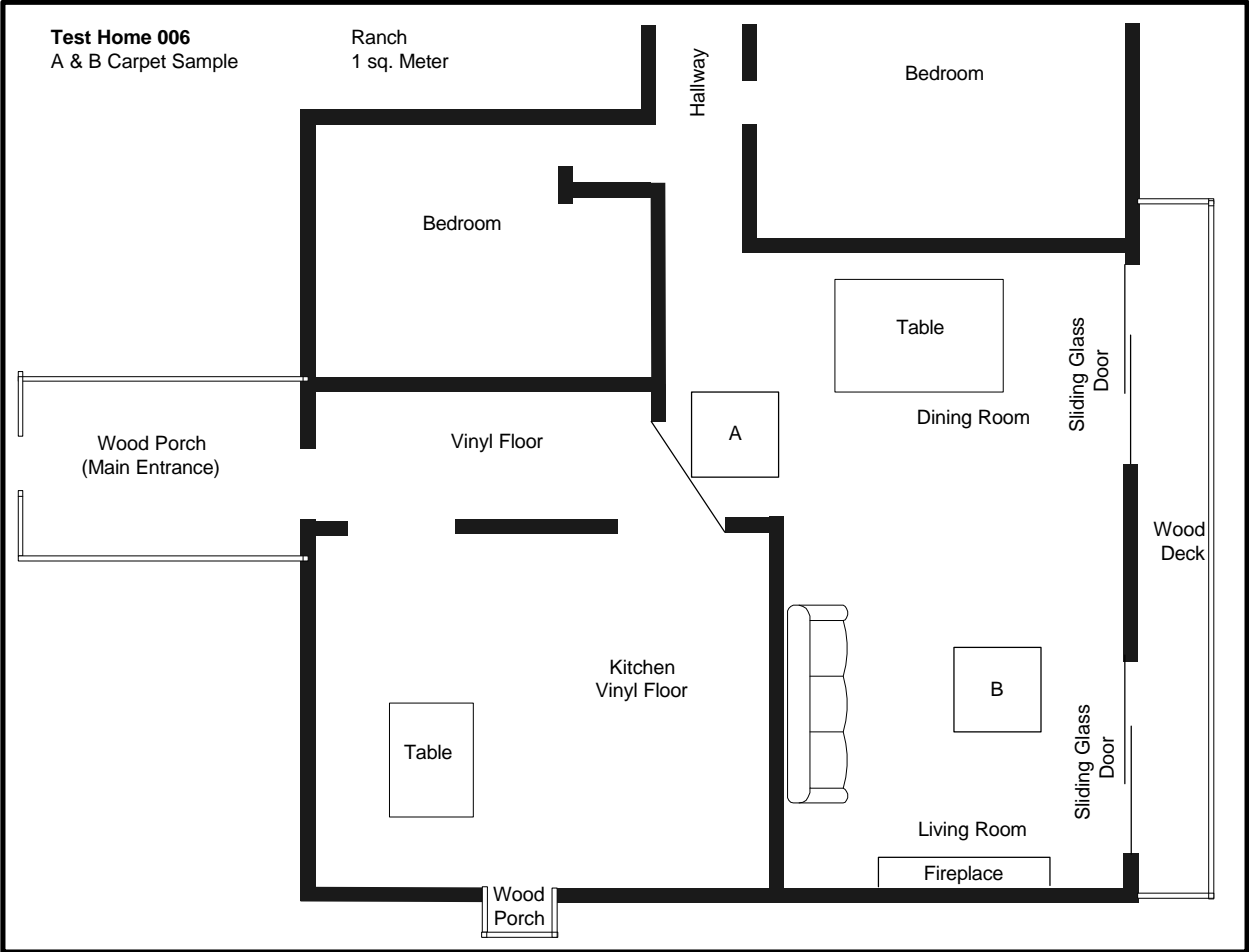 Test Home 006
A & B Carpet Sample
Ranch
1 sq. Meter
Hallway
Bedroom
Bedroom
Table
Sliding Glass
Door
Dining Room
A
Vinyl Floor
Wood Porch
(Main Entrance)
Wood
Deck
Kitchen
Vinyl Floor
B
Table
Sliding Glass
Door
Living Room
Fireplace
Wood
Porch